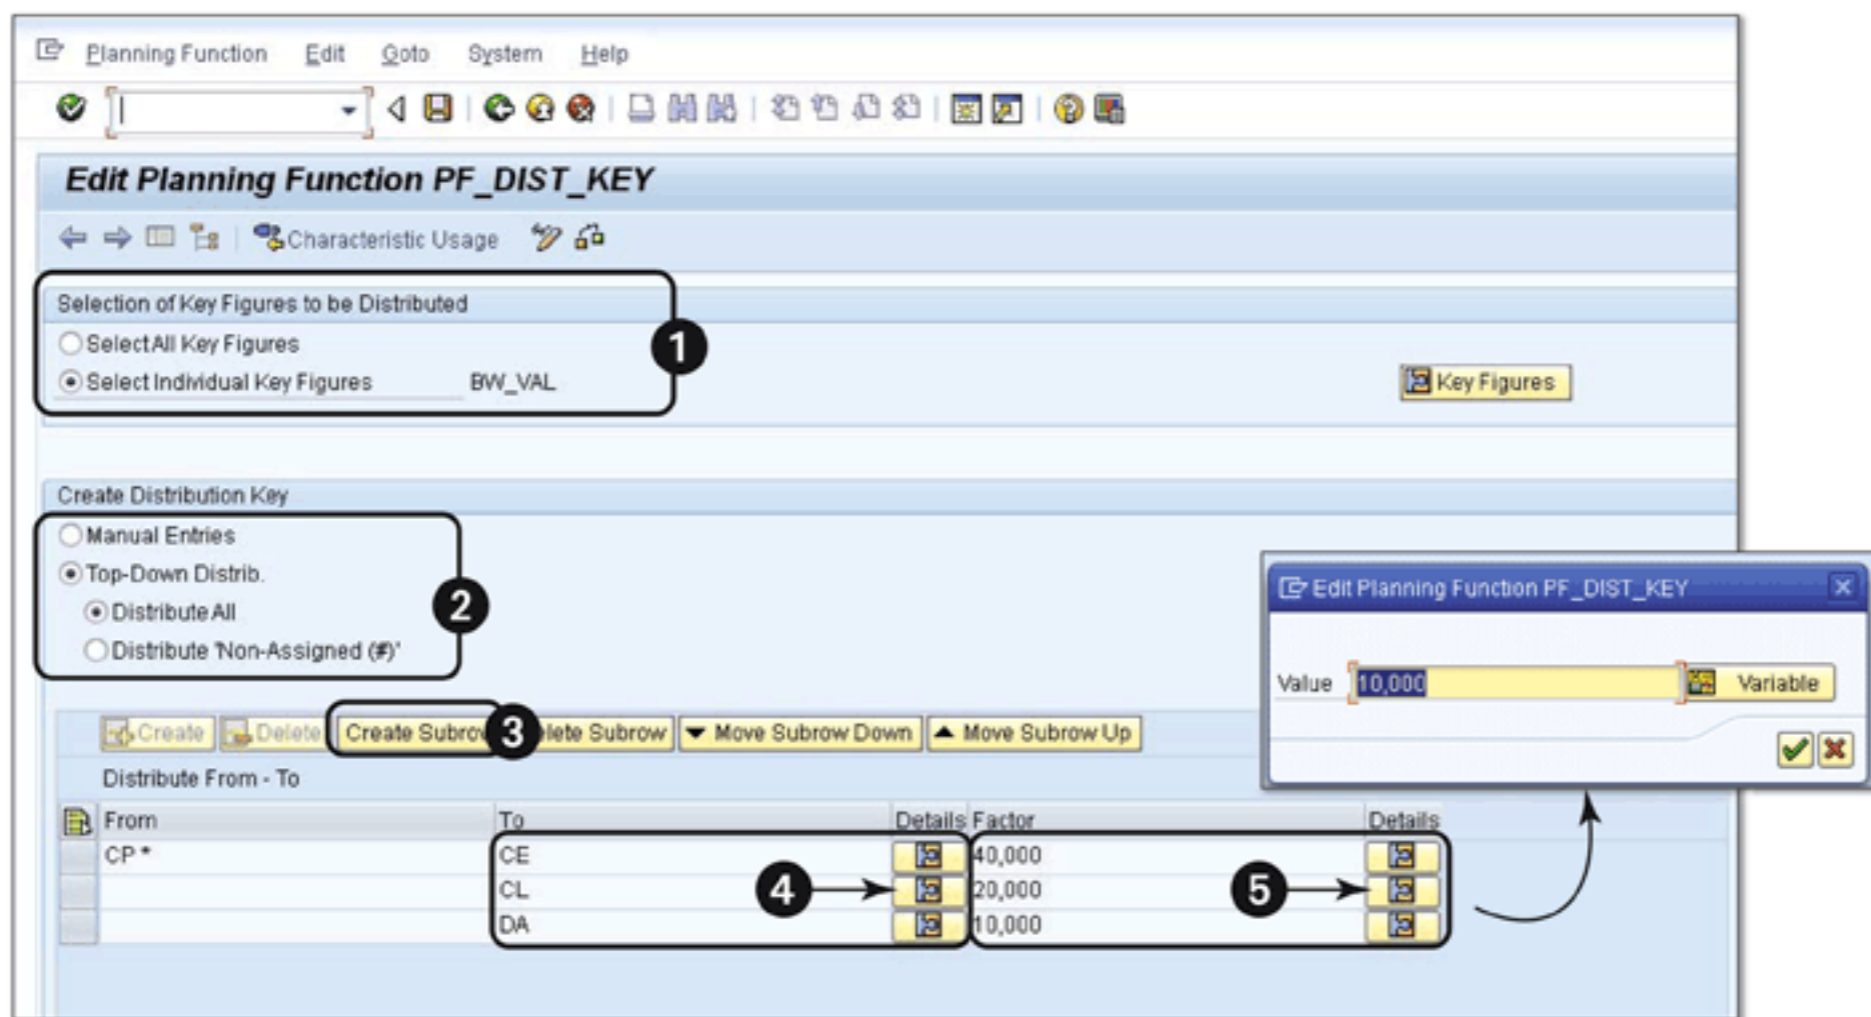 Planning Function Edit Goto System Help
Edit Planning Function PF_DIST_KEY
Characteristic Usage
Selection of Key Figures to be Distributed
Select All Key Figures
1
Select Individual Key Figures BW_VAL Key Figures
Create Distribution Key
Manual Entries
Top-Down Distrib.
Distribute All
2
Distribute 'Non-Assigned (#)'
Edit Planning Function PF_DIST_KEY
Value 10,000 Variable
Create Delete Create Subrow 3 lete Subrow Move Subrow Down Move Subrow Up
Distribute From - To
From To Details Factor Details
CP * CE 40,000
CL 4 20,000 5
DA 10,000